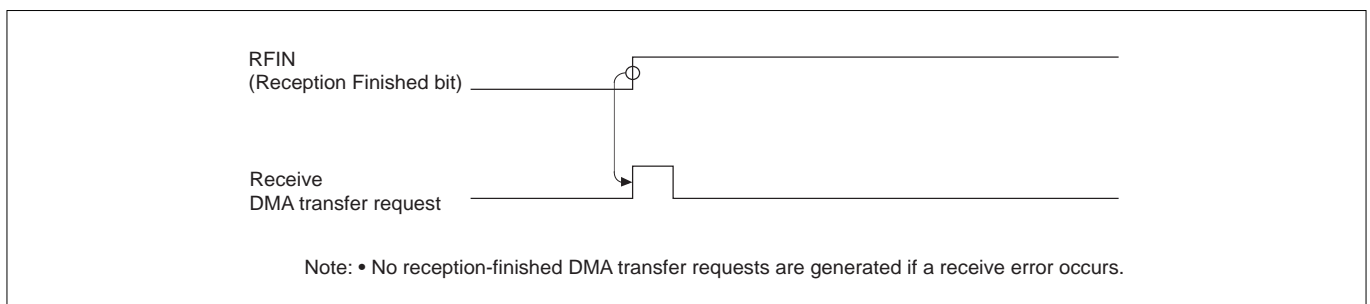 RFIN
(Reception Finished bit)
Receive
DMA transfer request
Note: • No reception-finished DMA transfer requests are generated if a receive error occurs.